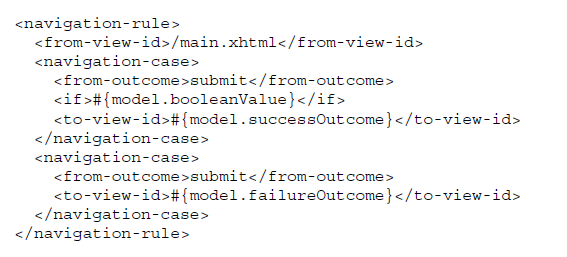 <navigation-rule>
  <from-view-id>/main.xhtml</from-view-id>
  <navigation-case>
    <from-outcome>submit</from-outcome>
    <if>#{model.booleanValue}</if>
    <to-view-id>#{model.successOutcome}</to-view-id>
  </navigation-case>
  <navigation-case>
    <from-outcome>submit</from-outcome>
    <to-view-id>#{model.failureOutcome}</to-view-id>
  </navigation-case>
</navigation-rule>